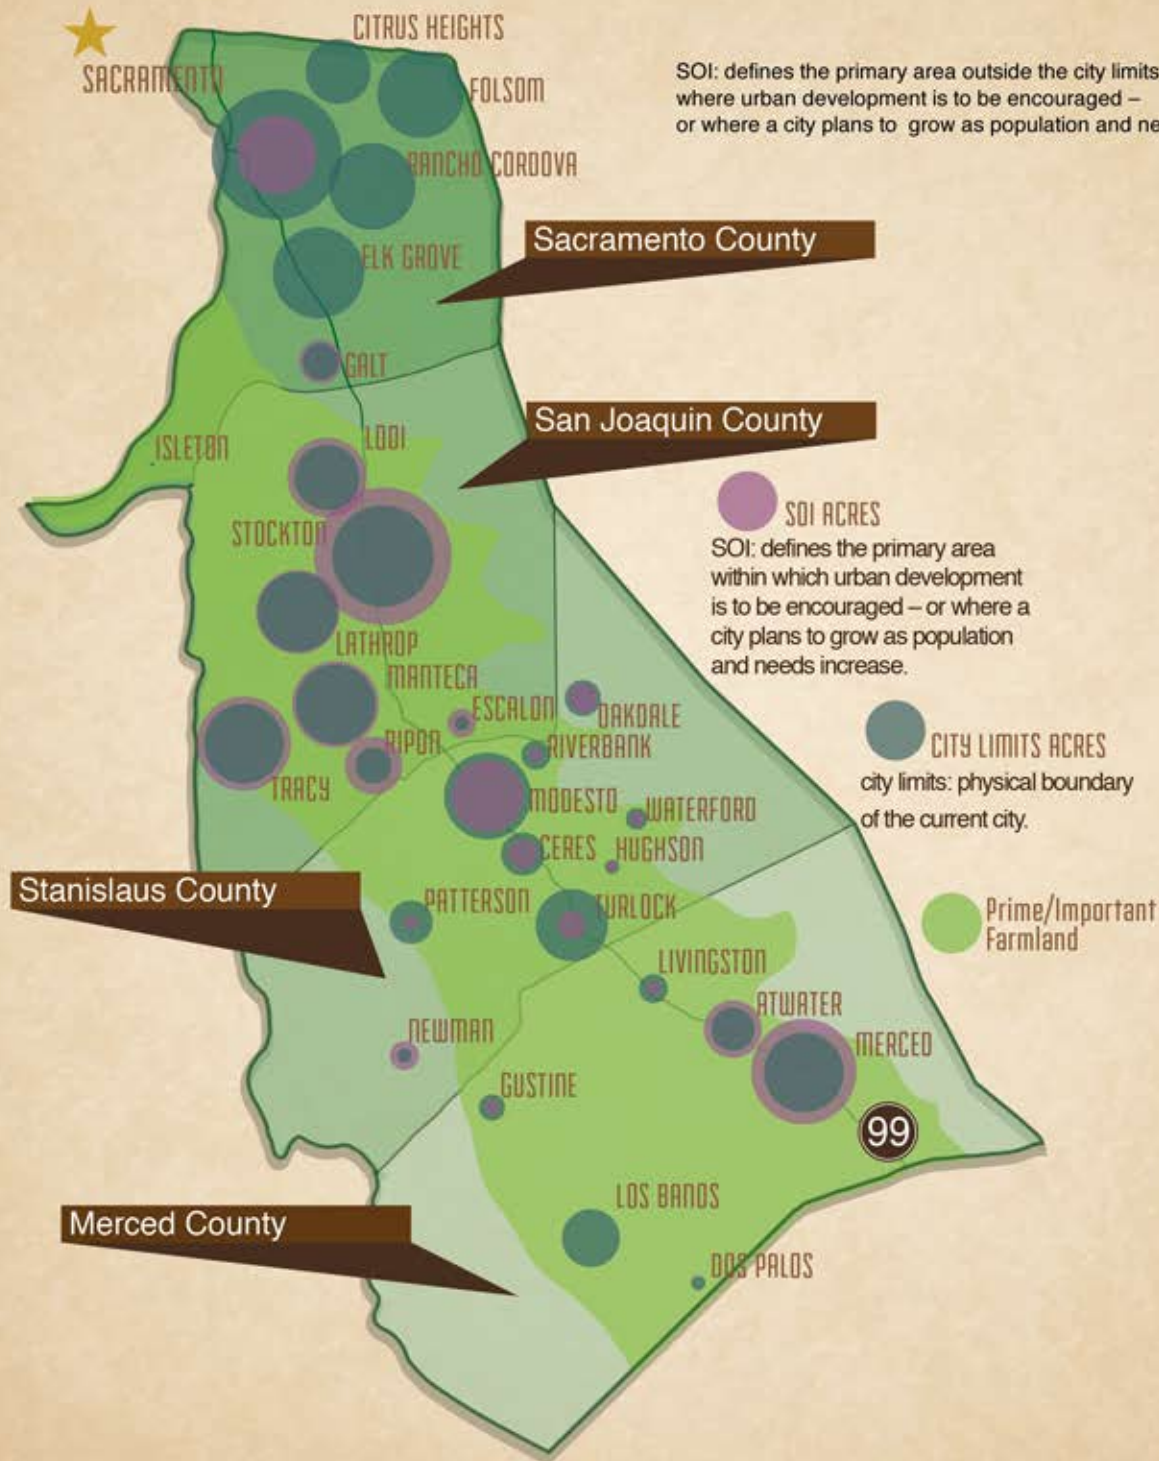 CITRUS HEIGHTS
SACRAMENTO
FOLSOM
SOI: defines the primary area outside the city limits
where urban development is to be encouraged –
or where a city plans to grow as population and ne
RANCHO CORDOVA
Sacramento County
ELK GROVE
GALT
San Joaquin County
ISLETON
LODI
STOCKTON
SOI ACRES
SOI: defines the primary area
within which urban development
is to be encouraged – or where a
city plans to grow as population
and needs increase.
LATHROP
MANTECA
ESCALON
OAKDALE
RIPON
RIVERBANK
CITY LIMITS ACRES
city limits: physical boundary
of the current city.
TRACY
MODESTO
WATERFORD
CERES
HUGHSON
Stanislaus County
PATTERSON
TURLOCK
Prime/Important
Farmland
LIVINGSTON
ATWATER
NEWMAN
MERCED
GUSTINE
99
LOS BANOS
Merced County
DOS PALOS